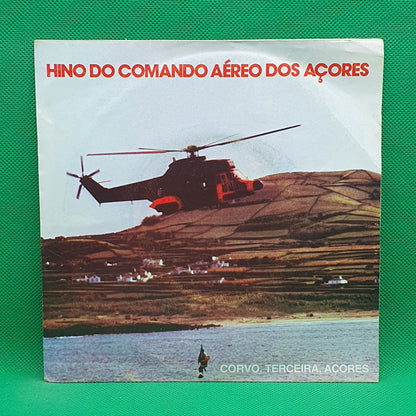 HINO DO COMANDO AÉREO DOS AÇORES
CORVO, TERCEIRA, AÇORES